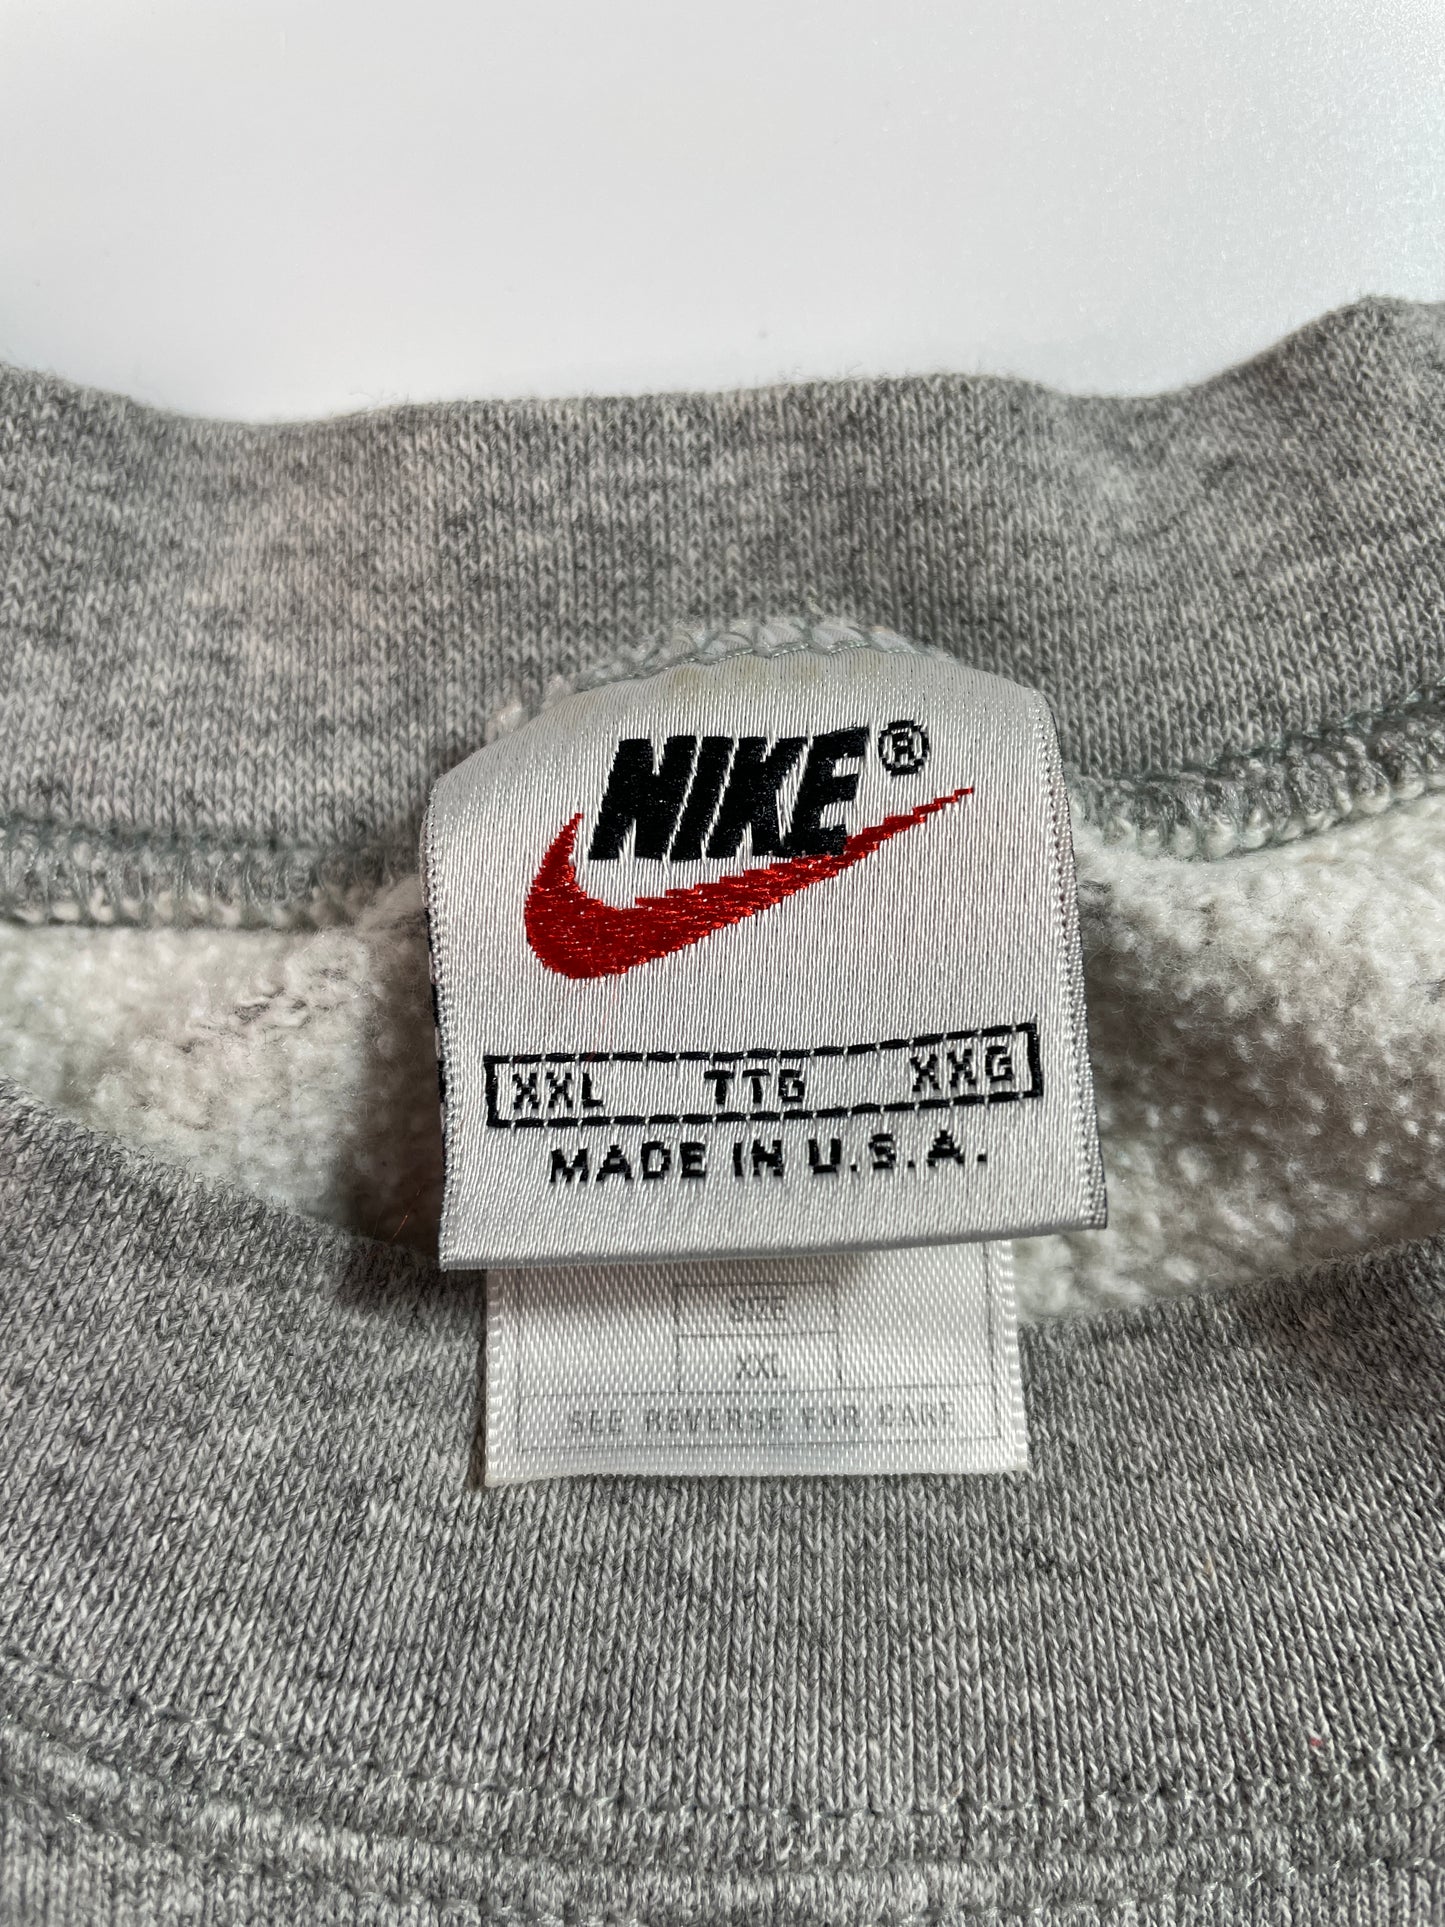 NIKE®
XXL TTG XXG
MADE IN U.S.A.
SIZE
XXL
SEE REVERSE FOR CARE